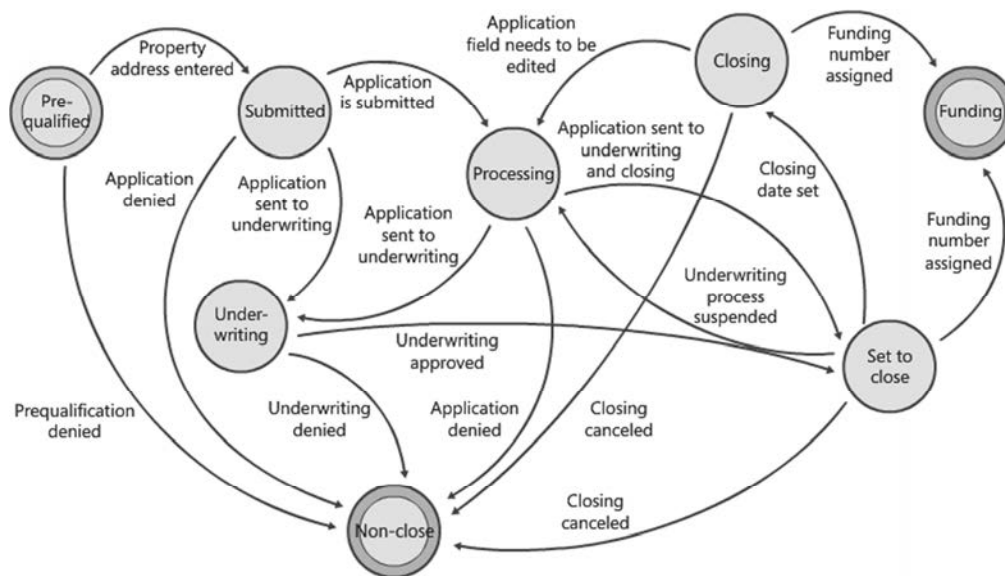 Property
address entered
Pre-
qualified
Submitted
Application
is submitted
Application
field needs to be
edited
Closing
Funding
number
assigned
Funding
Application
denied
Application
sent to
underwriting
Application
sent to
underwriting
Processing
Application sent to
underwriting
and closing
Closing
date set
Funding
number
assigned
Under-
writing
Underwriting
approved
Underwriting
process
suspended
Set to
close
Prequalification
denied
Underwriting
denied
Application
denied
Closing
canceled
Non-close
Closing
canceled